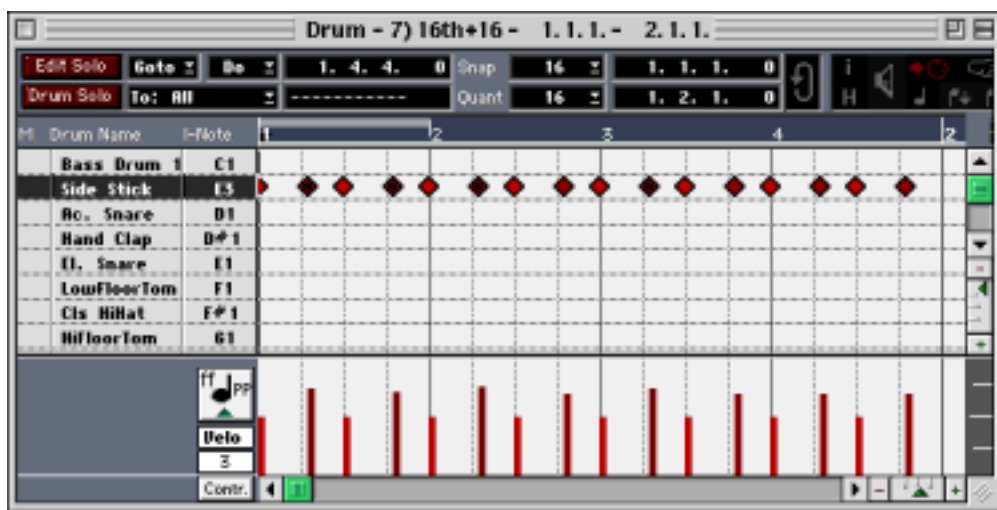 Drum - 7) 16th+16 - 1. 1. 1. - 2. 1. 1.
Edit Solo Goto Do 1. 4. 4. 0 Snap 16 1. 1. 1. 0 i
Drum Solo To: All ----------- Quant 16 1. 2. 1. 0 H
M Drum Name I-Note 1 2 3 4 2
Bass Drum 1 C1
Side Stick E3
Ac. Snare D1
Hand Clap D#1
El. Snare E1
LowFloorTom F1
Cls HiHat F#1
HiFloorTom G1
ff PP
Velo
3
Contr.